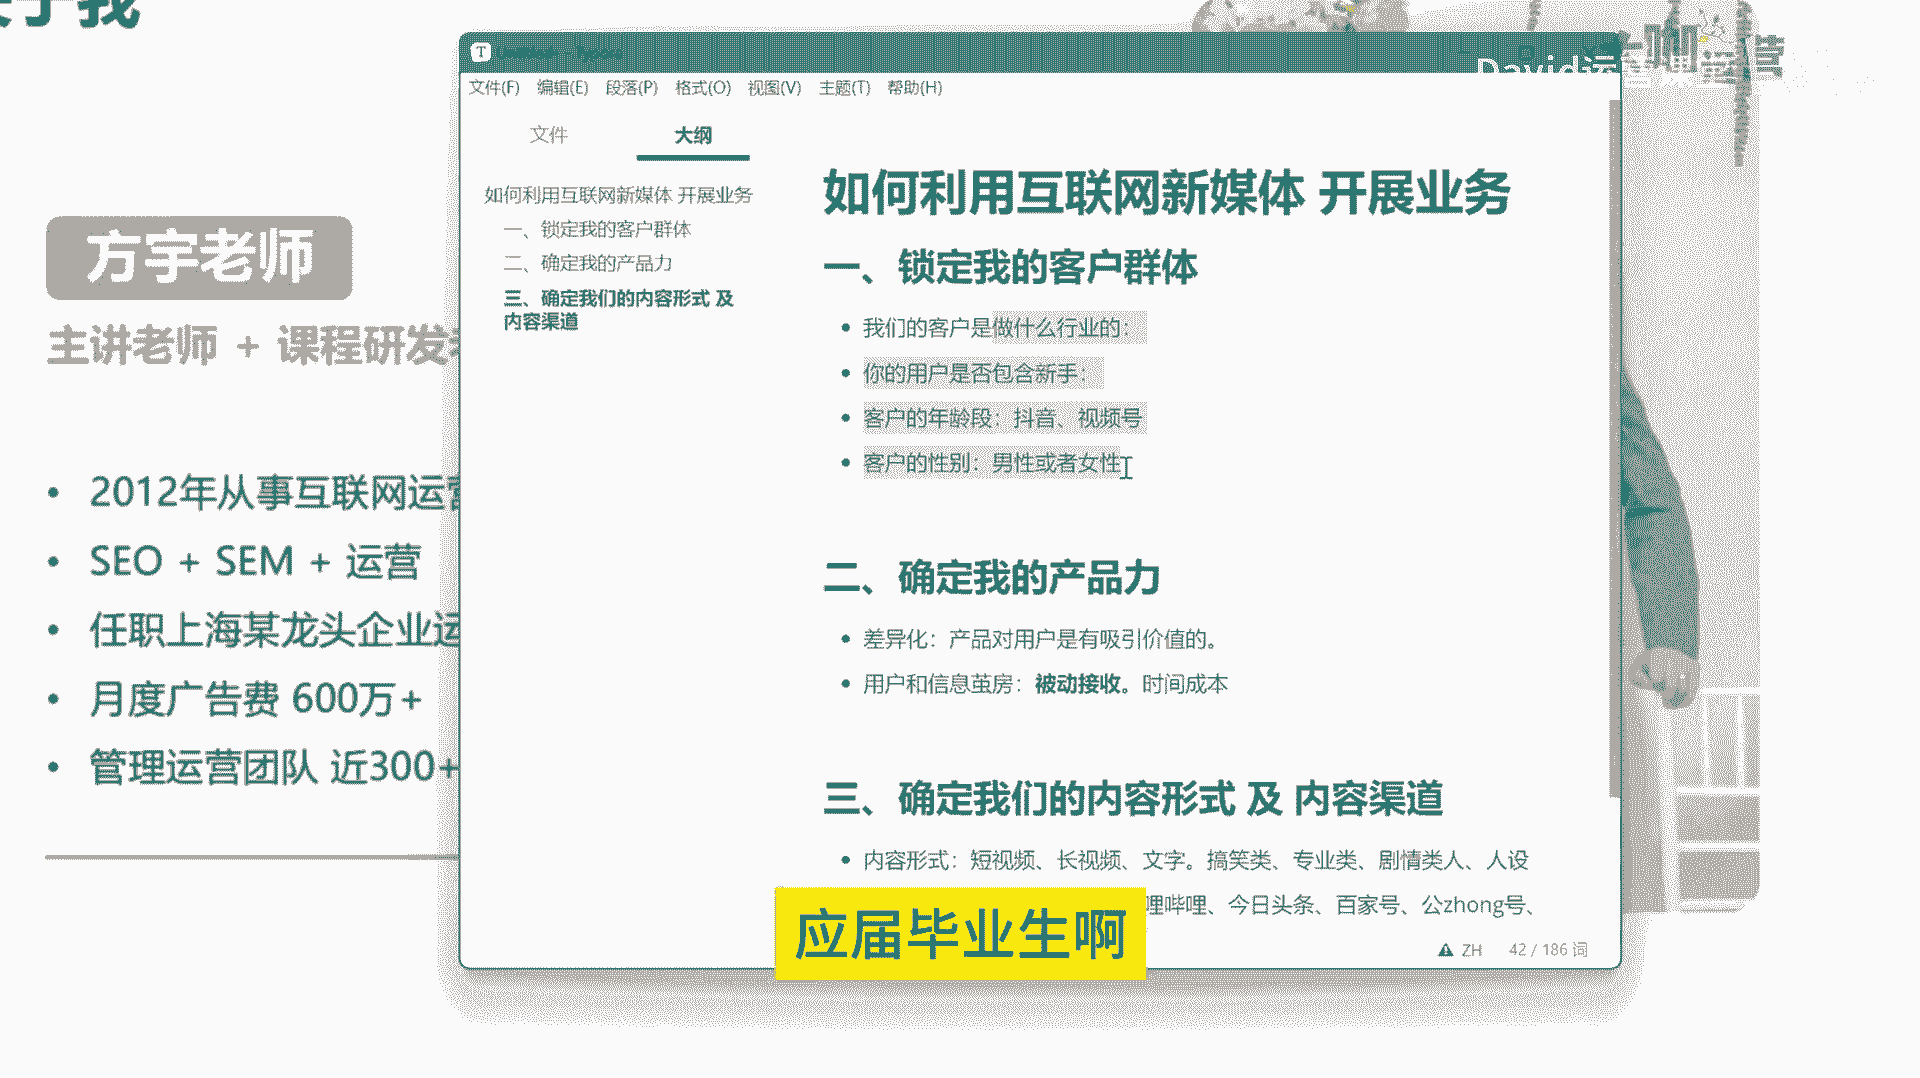 关于我
方宇老师
主讲老师 + 课程研发
• 2012年从事互联网运营
• SEO + SEM + 运营
• 任职上海某龙头企业运
• 月度广告费 600万+
• 管理运营团队 近300+
David运营课堂
文件(F) 编辑(E) 段落(P) 格式(O) 视图(V) 主题(T) 帮助(H)
文件 大纲
如何利用互联网新媒体 开展业务
一、锁定我的客户群体
二、确定我的产品力
三、确定我们的内容形式 及
内容渠道
如何利用互联网新媒体 开展业务
一、锁定我的客户群体
• 我们的客户是做什么行业的：
• 你的用户是否包含新手：
• 客户的年龄段：抖音、视频号
• 客户的性别：男性或者女性
二、确定我的产品力
• 差异化：产品对用户是有吸引价值的。
• 用户和信息茧房：被动接收。时间成本
三、确定我们的内容形式 及 内容渠道
• 内容形式：短视频、长视频、文字。搞笑类、专业类、剧情类人、人设
哩哔哩、今日头条、百家号、公zhong号、
ZH 42 / 186 词
应届毕业生啊